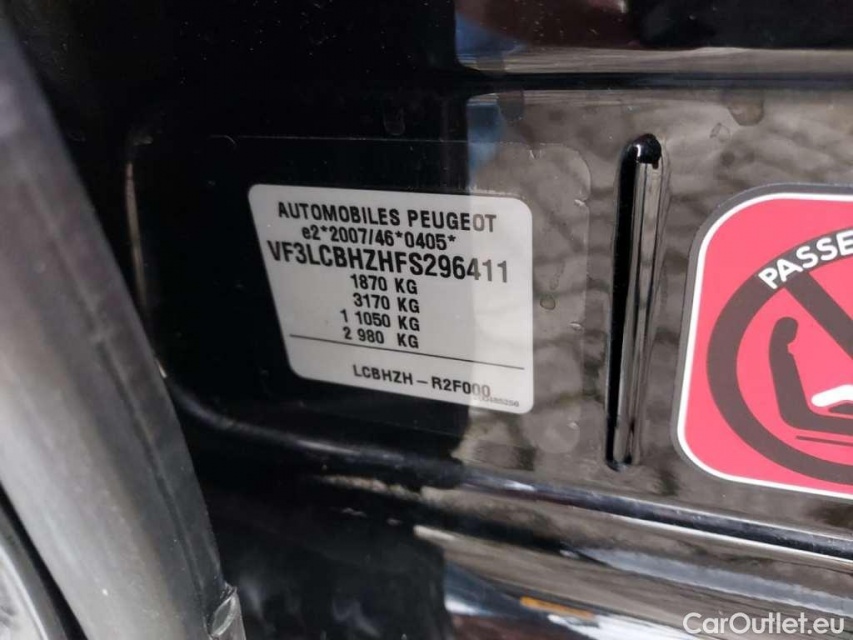 AUTOMOBILES PEUGEOT
e2*2007/46*0405*
VF3LCBHZHFS296411
1870 KG
3170 KG
1 1050 KG
2 980 KG
LCBHZH-R2F000
PASSE
CarOutlet.eu